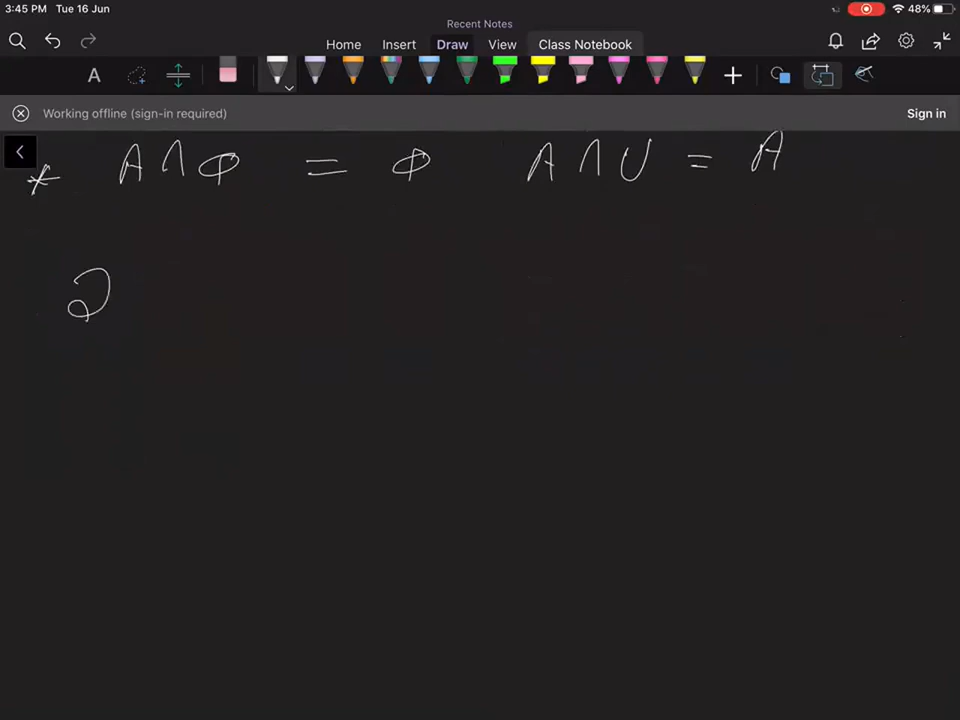 3:45 PM Tue 16 Jun
48%
Recent Notes
Home Insert Draw View Class Notebook
A
Working offline (sign-in required) Sign in
* A∩Φ = Φ A∩U = A
2